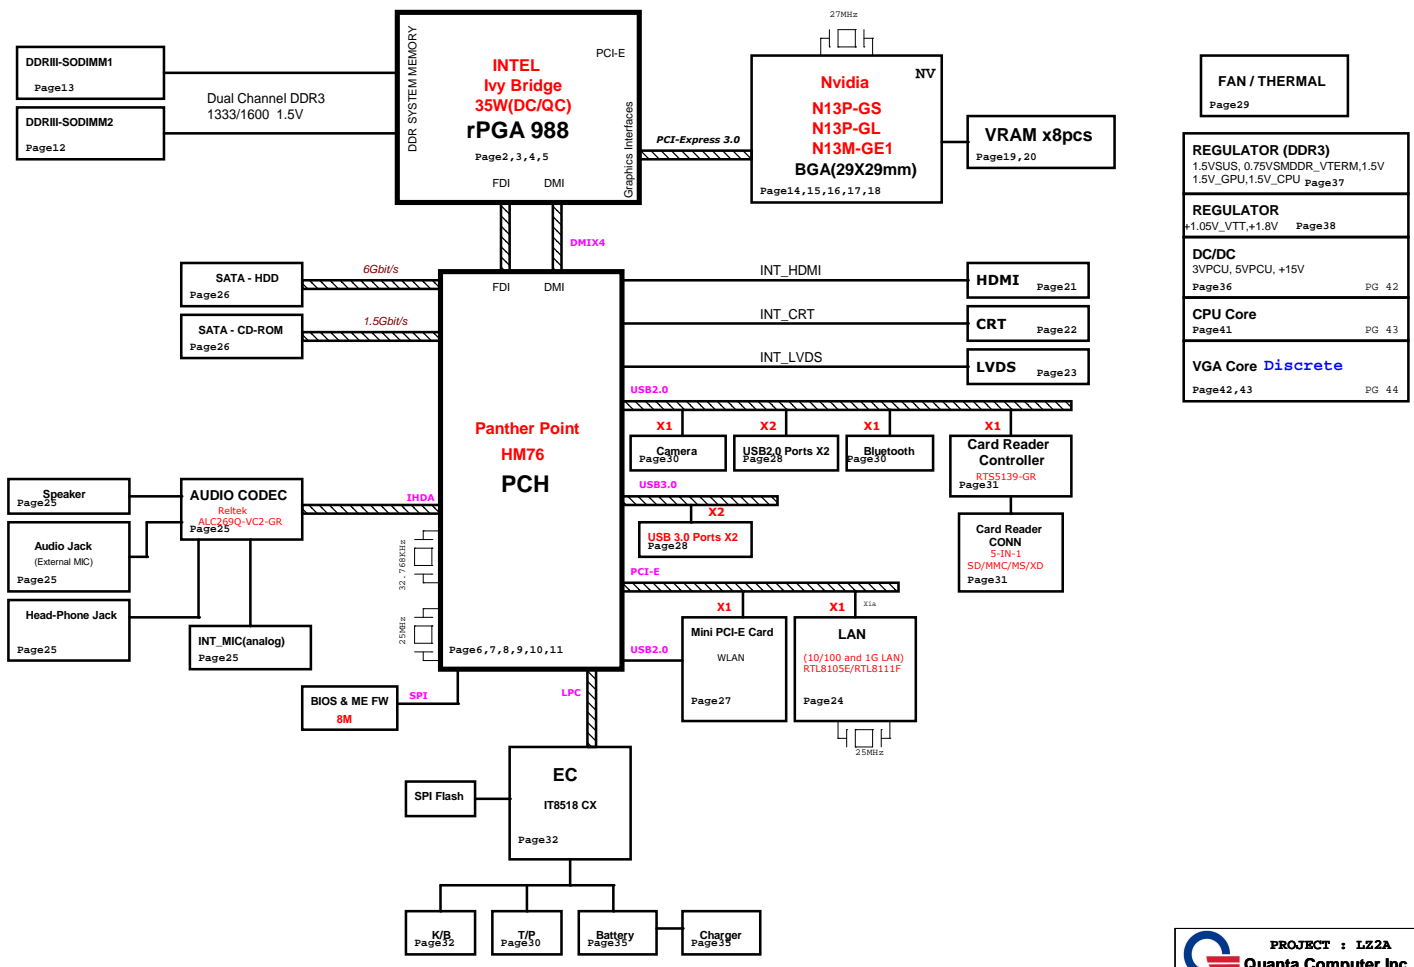 27MHz
DDRIII-SODIMM1
Page13
DDRIII-SODIMM2
Page12
Dual Channel DDR3
1333/1600 1.5V
DDR SYSTEM MEMORY
INTEL
Ivy Bridge
35W(DC/QC)
rPGA 988
Page2,3,4,5
PCI-E
Graphics Interfaces
FDI
DMI
PCI-Express 3.0
NV
Nvidia
N13P-GS
N13P-GL
N13M-GE1
BGA(29X29mm)
Page14,15,16,17,18
VRAM x8pcs
Page19,20
FAN / THERMAL
Page29
REGULATOR (DDR3)
1.5VSUS, 0.75VSMDDR_VTERM,1.5V
1.5V_GPU,1.5V_CPU Page37
REGULATOR
+1.05V_VTT,+1.8V Page38
DC/DC
3VPCU, 5VPCU, +15V
Page36 PG 42
CPU Core
Page41 PG 43
VGA Core Discrete
Page42,43 PG 44
DMIX4
SATA - HDD
Page26
6Gbit/s
SATA - CD-ROM
Page26
1.5Gbit/s
FDI
DMI
Panther Point
HM76
PCH
Page6,7,8,9,10,11
INT_HDMI
HDMI Page21
INT_CRT
CRT Page22
INT_LVDS
LVDS Page23
USB2.0
X1
X2
X1
X1
Camera
Page30
USB2.0 Ports X2
Page28
Bluetooth
Page30
Card Reader
Controller
RTS5139-GR
Page31
USB3.0
X2
USB 3.0 Ports X2
Page28
Card Reader
CONN
5-IN-1
SD/MMC/MS/XD
Page31
Speaker
Page25
AUDIO CODEC
Reltek
ALC269Q-VC2-GR
Page25
IHDA
Audio Jack
(External MIC)
Page25
Head-Phone Jack
Page25
INT_MIC(analog)
Page25
32.768KHz
25MHz
PCI-E
X1
X1
Xia
Mini PCI-E Card
WLAN
Page27
USB2.0
LAN
(10/100 and 1G LAN)
RTL8105E/RTL8111F
Page24
25MHz
BIOS & ME FW
8M
SPI
LPC
EC
IT8518 CX
Page32
SPI Flash
K/B
Page32
T/P
Page30
Battery
Page35
Charger
Page35
PROJECT : LZ2A
Quanta Computer Inc